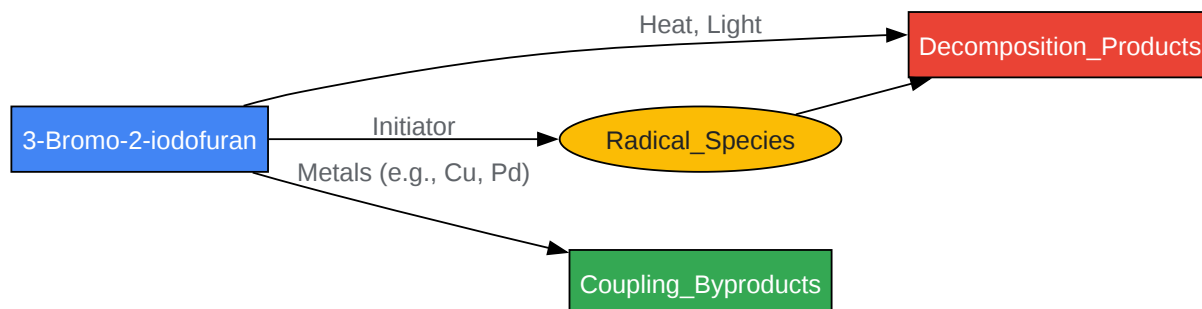 Heat, Light
Decomposition_Products
3-Bromo-2-iodofuran
Initiator
Radical_Species
Metals (e.g., Cu, Pd)
Coupling_Byproducts